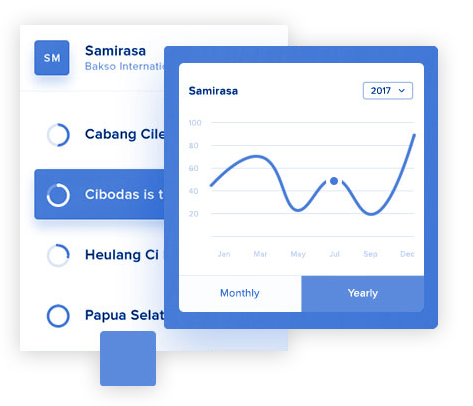 SM
Samirasa
Bakso Internati
Cabang Cile
Cibodas is t
Heulang Ci
Papua Selat
Samirasa
2017
100
80
60
40
20
Jan Mar May Jul Sep Dec
Monthly Yearly